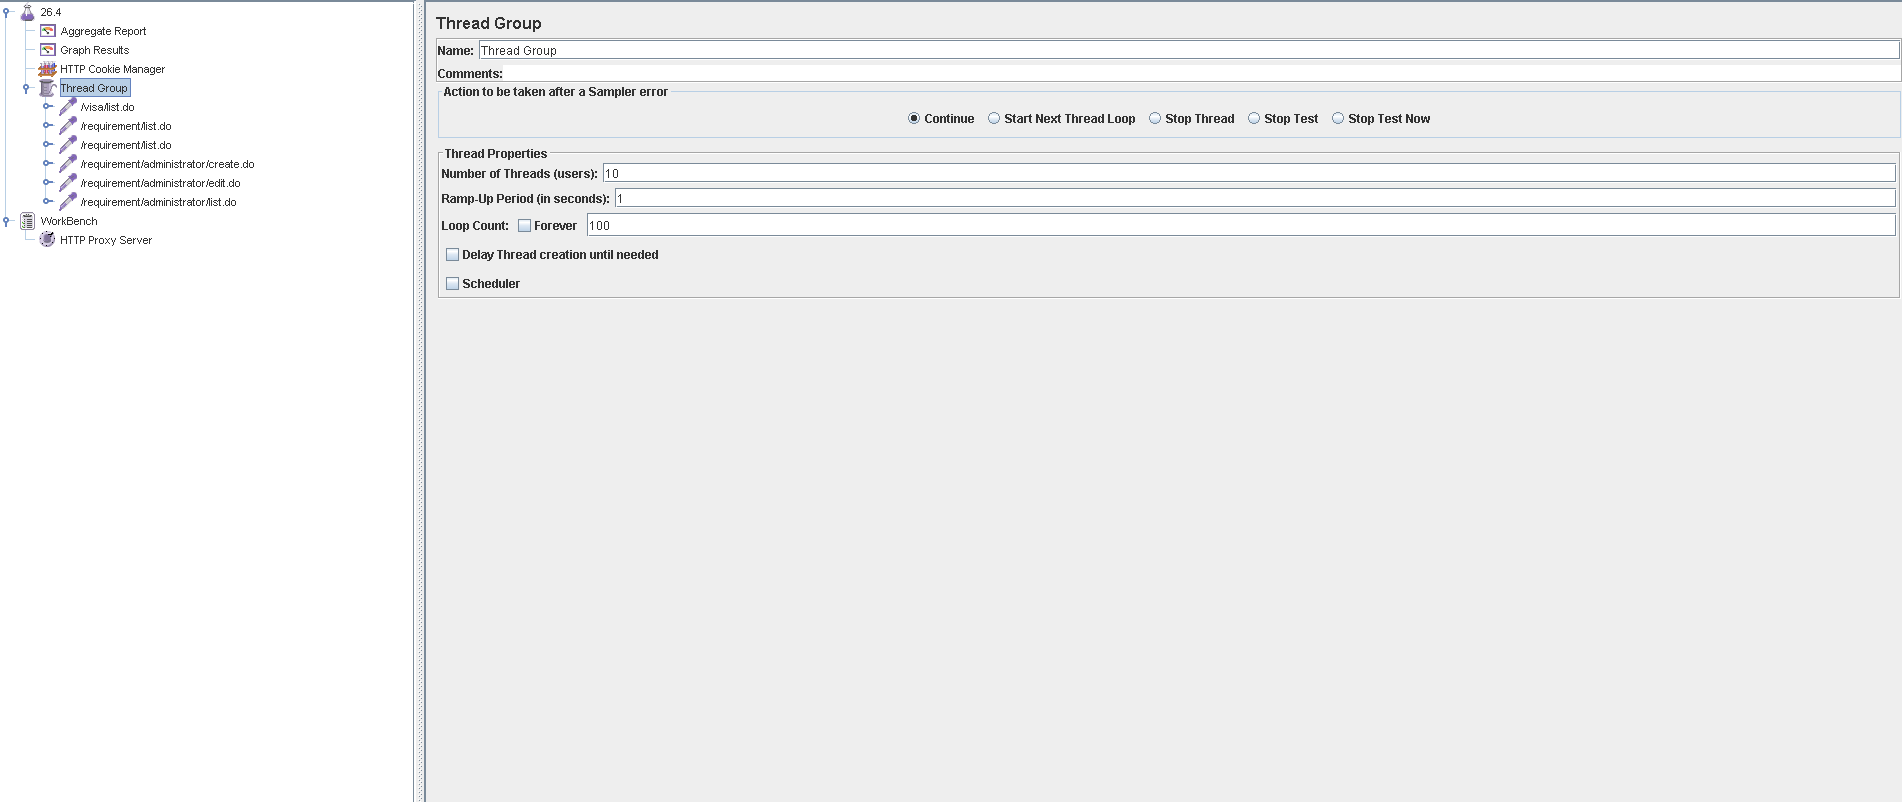 26.4
Aggregate Report
Graph Results
HTTP Cookie Manager
Thread Group
/visa/list.do
/requirement/list.do
/requirement/list.do
/requirement/administrator/create.do
/requirement/administrator/edit.do
/requirement/administrator/list.do
WorkBench
HTTP Proxy Server
Thread Group
Name: Thread Group
Comments:
Action to be taken after a Sampler error
Continue Start Next Thread Loop Stop Thread Stop Test Stop Test Now
Thread Properties
Number of Threads (users): 10
Ramp-Up Period (in seconds): 1
Loop Count: Forever 100
Delay Thread creation until needed
Scheduler